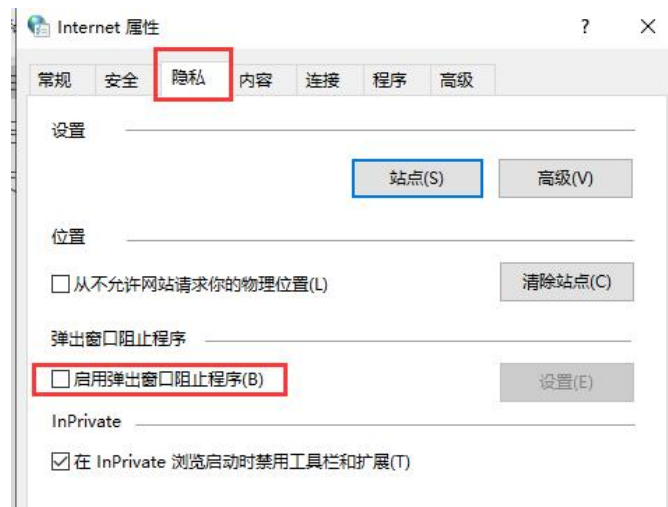 Internet 属性 ? ×
常规 安全 隐私 内容 连接 程序 高级
设置
站点(S) 高级(V)
位置
从不允许网站请求你的物理位置(L) 清除站点(C)
弹出窗口阻止程序
启用弹出窗口阻止程序(B) 设置(E)
InPrivate
在 InPrivate 浏览启动时禁用工具栏和扩展(T)